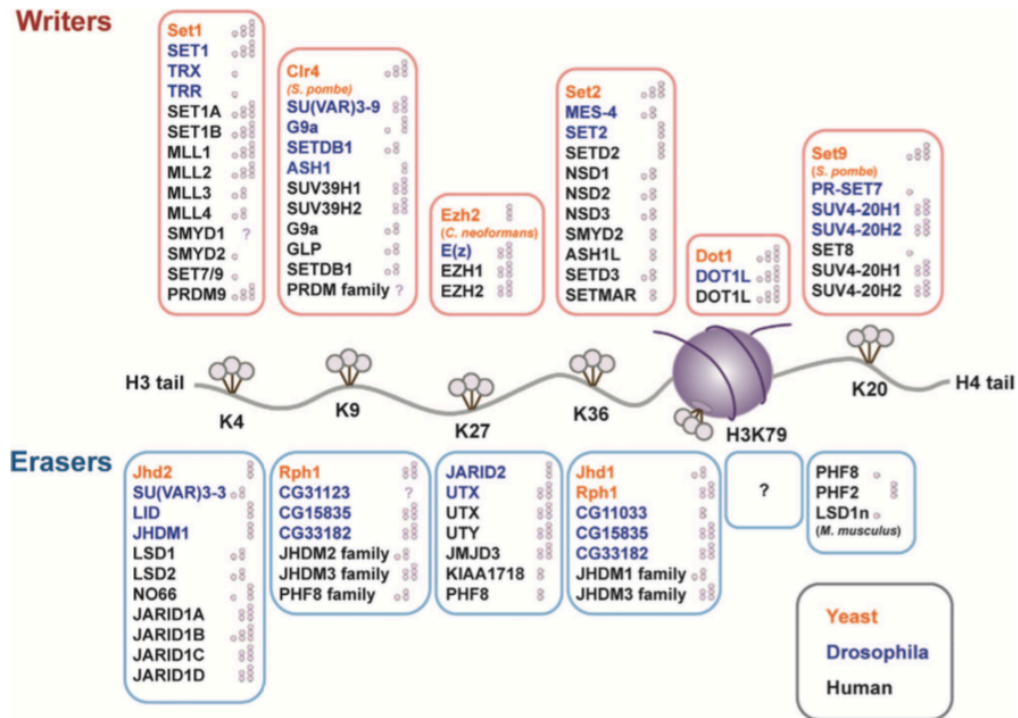 Writers
Set1
SET1
TRX
TRR
SET1A
SET1B
MLL1
MLL2
MLL3
MLL4
SMYD1 ?
SMYD2
SET7/9
PRDM9
Clr4
(S. pombe)
SU(VAR)3-9
G9a
SETDB1
ASH1
SUV39H1
SUV39H2
G9a
GLP
SETDB1
PRDM family ?
Ezh2
(C. neoformans)
E(z)
EZH1
EZH2
Set2
MES-4
SET2
SETD2
NSD1
NSD2
NSD3
SMYD2
ASH1L
SETD3
SETMAR
Dot1
DOT1L
DOT1L
Set9
(S. pombe)
PR-SET7
SUV4-20H1
SUV4-20H2
SET8
SUV4-20H1
SUV4-20H2
H3 tail
K4
K9
K27
K36
H3K79
K20
H4 tail
Erasers
Jhd2
SU(VAR)3-3
LID
JHDM1
LSD1
LSD2
NO66
JARID1A
JARID1B
JARID1C
JARID1D
Rph1
CG31123 ?
CG15835
CG33182
JHDM2 family
JHDM3 family
PHF8 family
JARID2
UTX
UTX
UTY
JMJD3
KIAA1718
PHF8
Jhd1
Rph1
CG11033
CG15835
CG33182
JHDM1 family
JHDM3 family
?
PHF8
PHF2
LSD1n
(M. musculus)
Yeast
Drosophila
Human